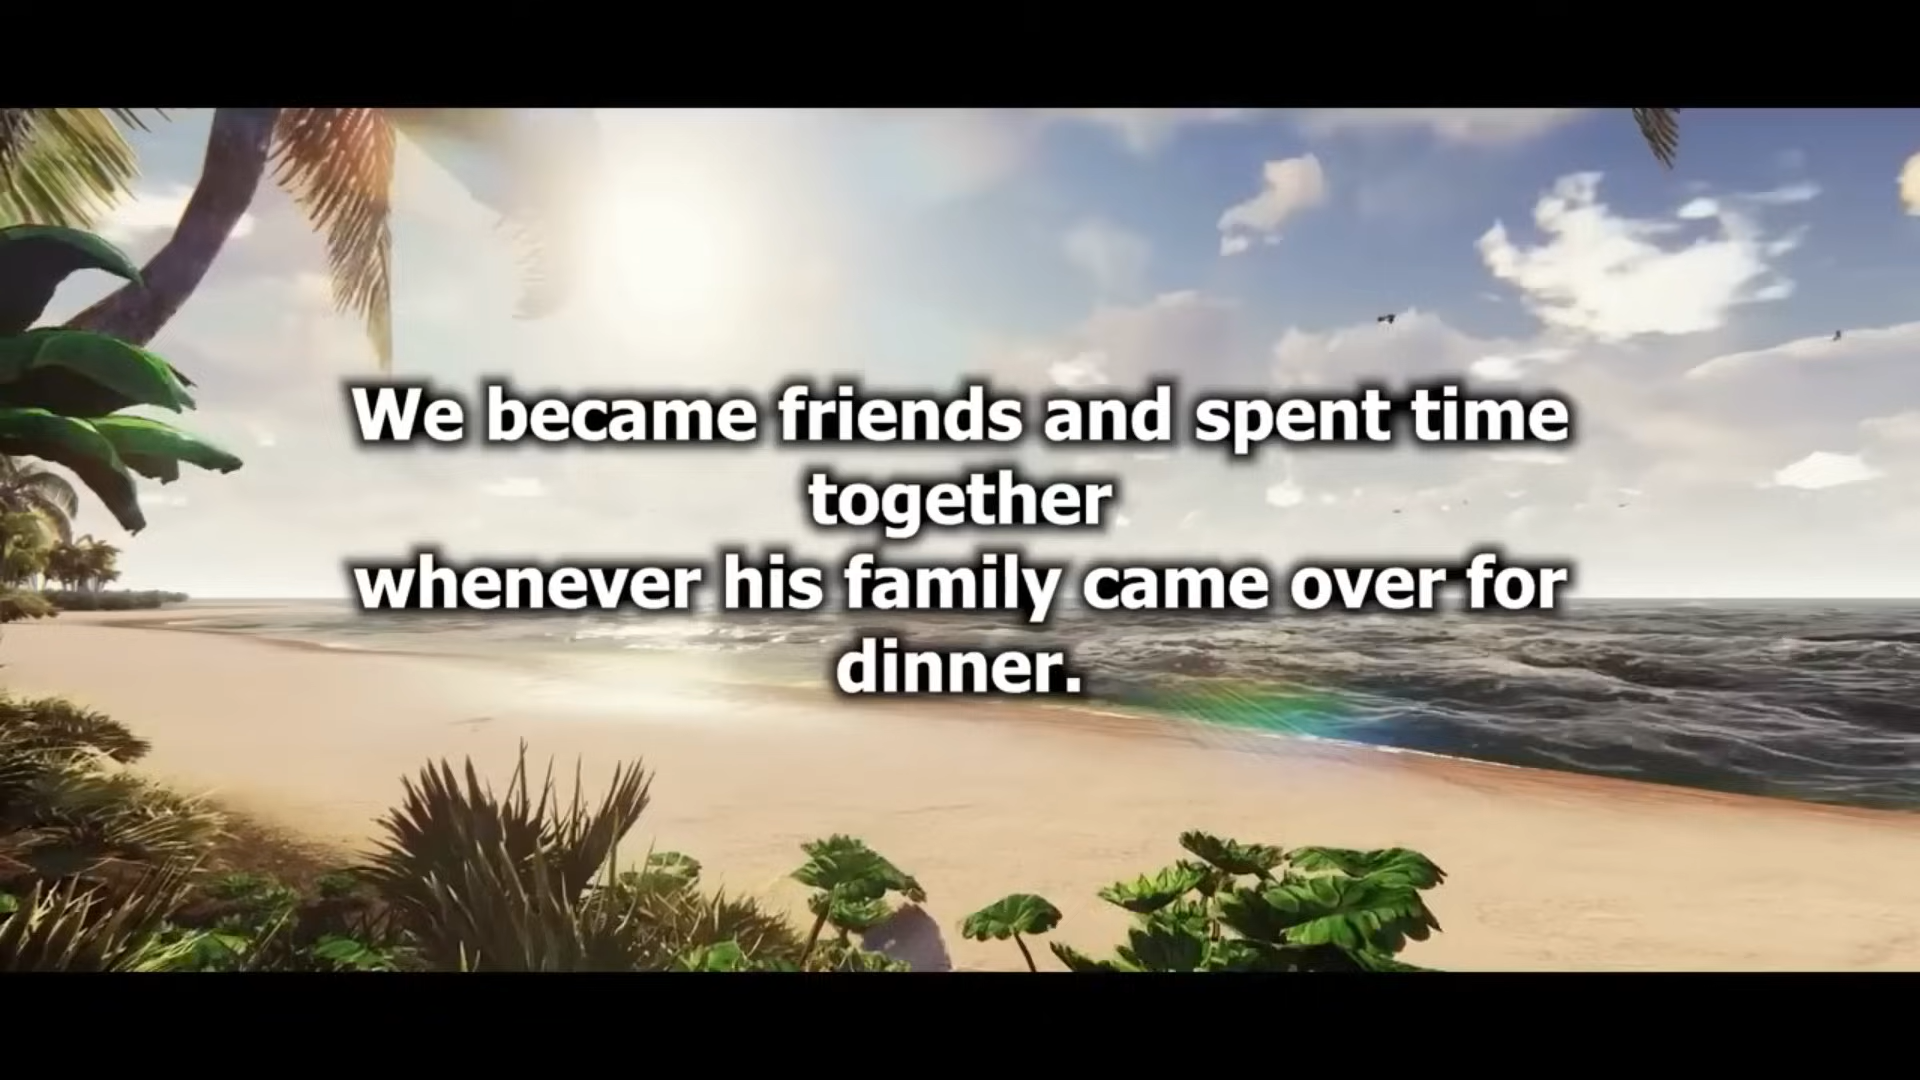 We became friends and spent time
together
whenever his family came over for
dinner.